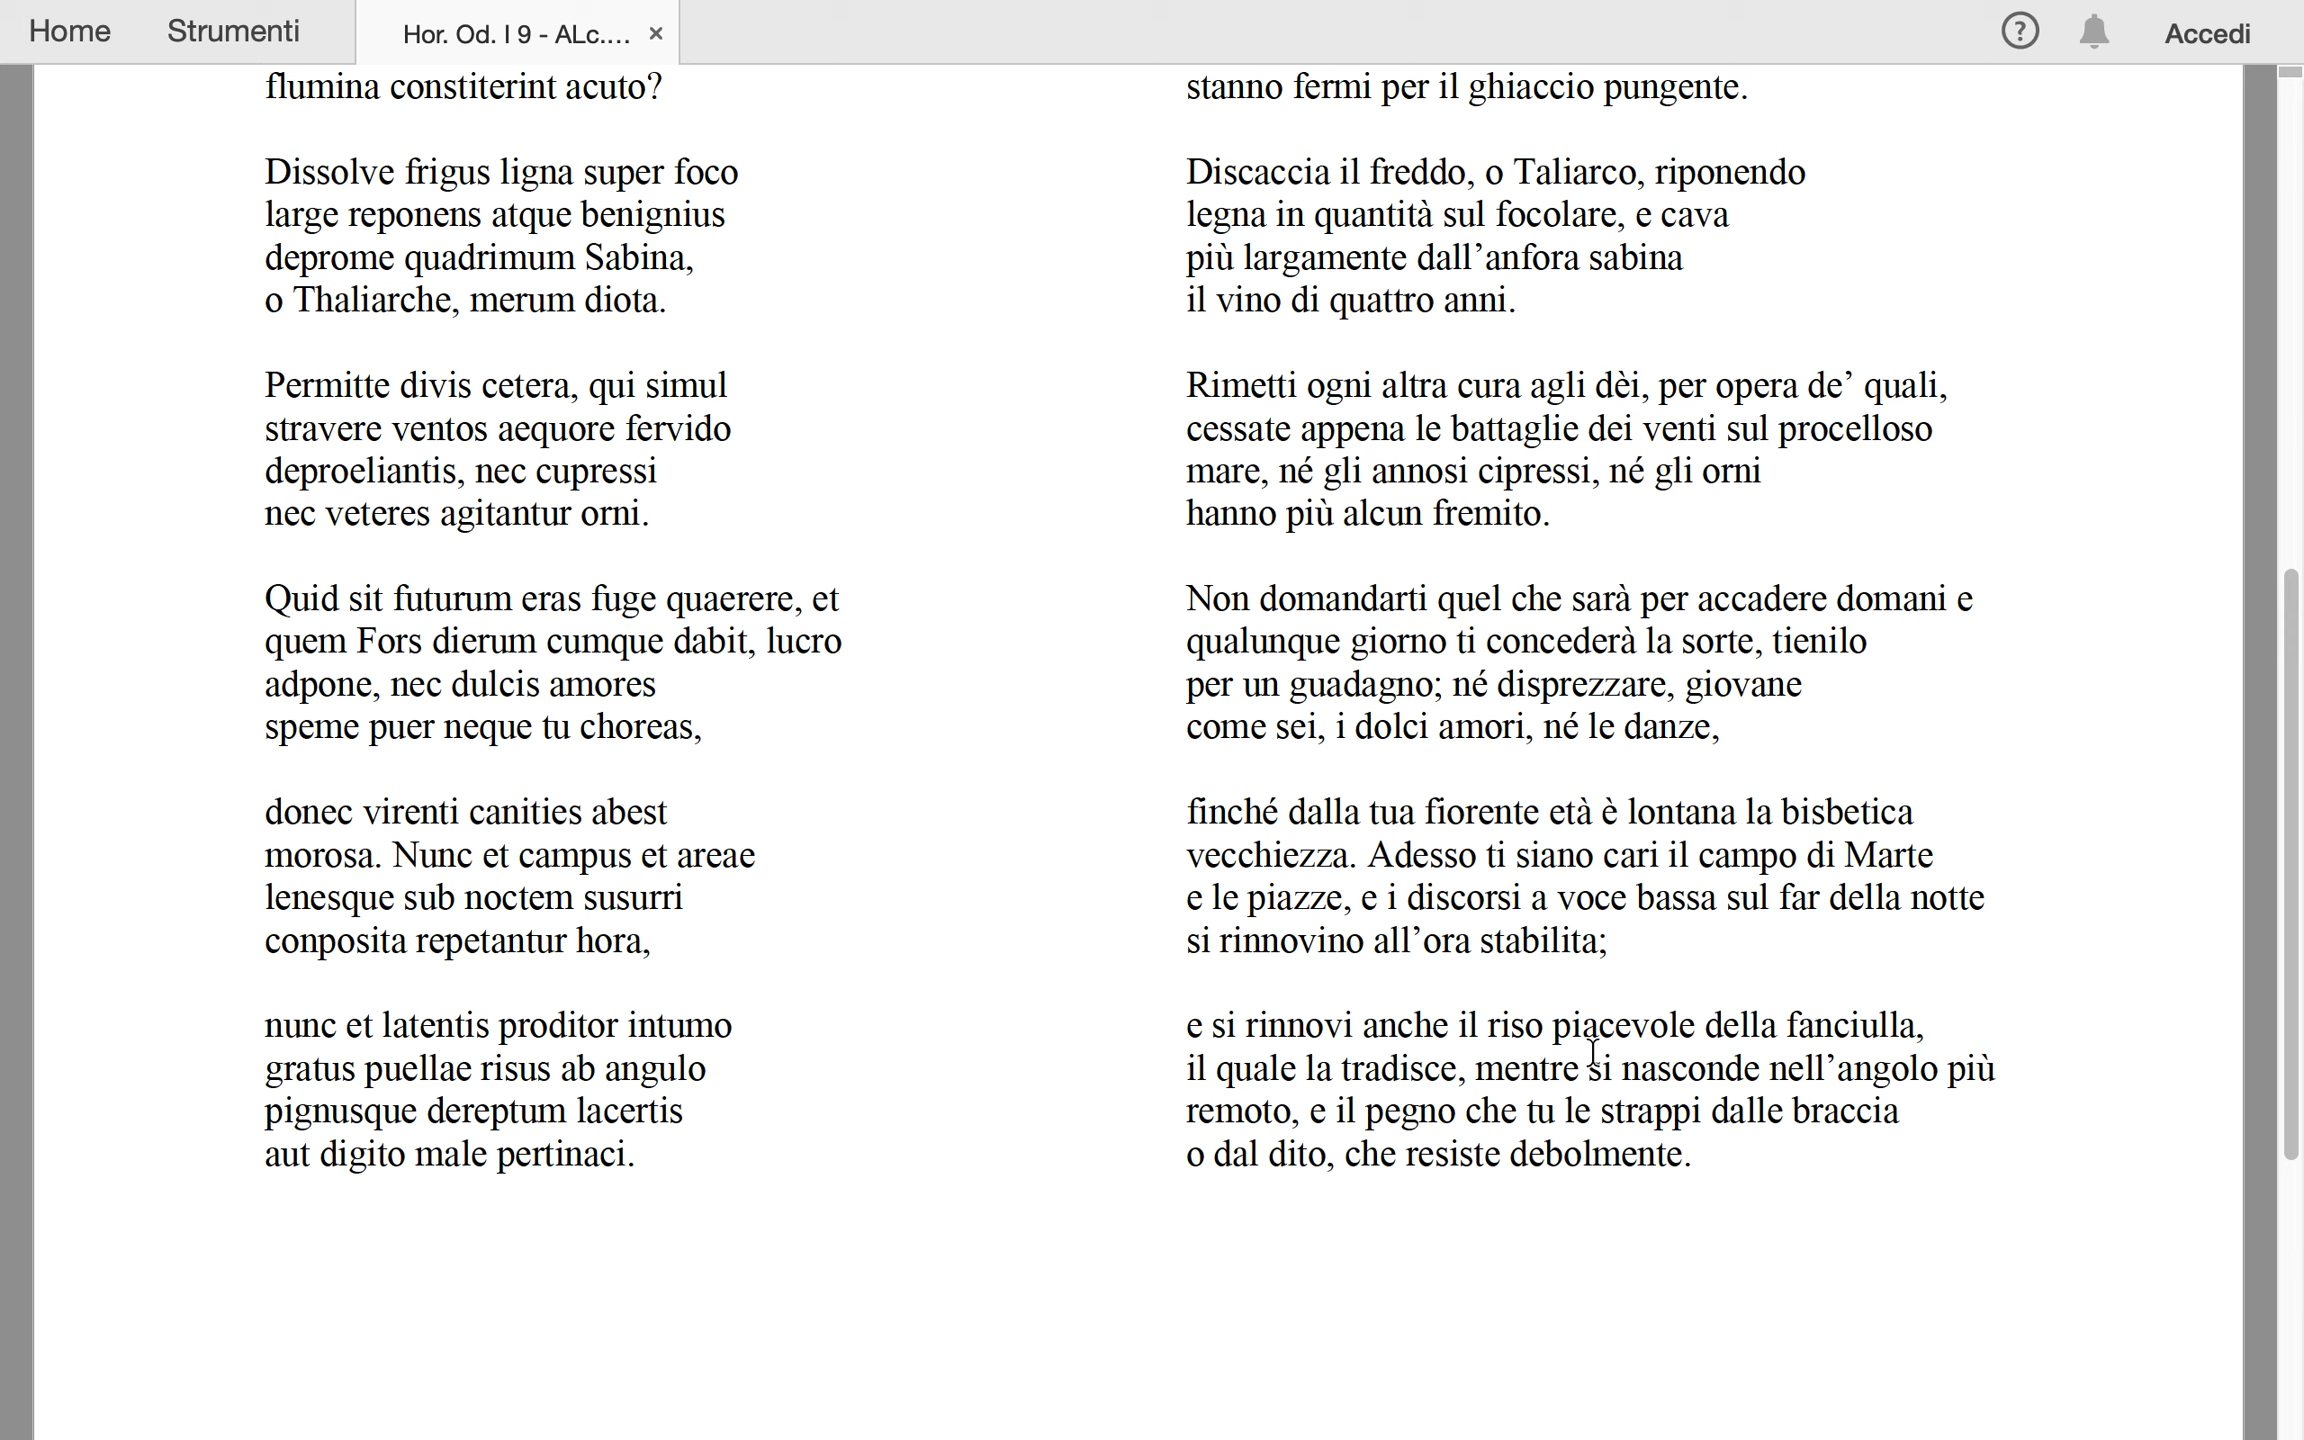 Home Strumenti Hor. Od. I 9 - ALc.... × ? Accedi
flumina constiterint acuto?
Dissolve frigus ligna super foco
large reponens atque benignius
deprome quadrimum Sabina,
o Thaliarche, merum diota.
Permitte divis cetera, qui simul
stravere ventos aequore fervido
deproeliantis, nec cupressi
nec veteres agitantur orni.
Quid sit futurum eras fuge quaerere, et
quem Fors dierum cumque dabit, lucro
adpone, nec dulcis amores
speme puer neque tu choreas,
donec virenti canities abest
morosa. Nunc et campus et areae
lenesque sub noctem susurri
conposita repetantur hora,
nunc et latentis proditor intumo
gratus puellae risus ab angulo
pignusque dereptum lacertis
aut digito male pertinaci.
stanno fermi per il ghiaccio pungente.
Discaccia il freddo, o Taliarco, riponendo
legna in quantità sul focolare, e cava
più largamente dall’anfora sabina
il vino di quattro anni.
Rimetti ogni altra cura agli dèi, per opera de’ quali,
cessate appena le battaglie dei venti sul procelloso
mare, né gli annosi cipressi, né gli orni
hanno più alcun fremito.
Non domandarti quel che sarà per accadere domani e
qualunque giorno ti concederà la sorte, tienilo
per un guadagno; né disprezzare, giovane
come sei, i dolci amori, né le danze,
finché dalla tua fiorente età è lontana la bisbetica
vecchiezza. Adesso ti siano cari il campo di Marte
e le piazze, e i discorsi a voce bassa sul far della notte
si rinnovino all’ora stabilita;
e si rinnovi anche il riso piacevole della fanciulla,
il quale la tradisce, mentre si nasconde nell’angolo più
remoto, e il pegno che tu le strappi dalle braccia
o dal dito, che resiste debolmente.